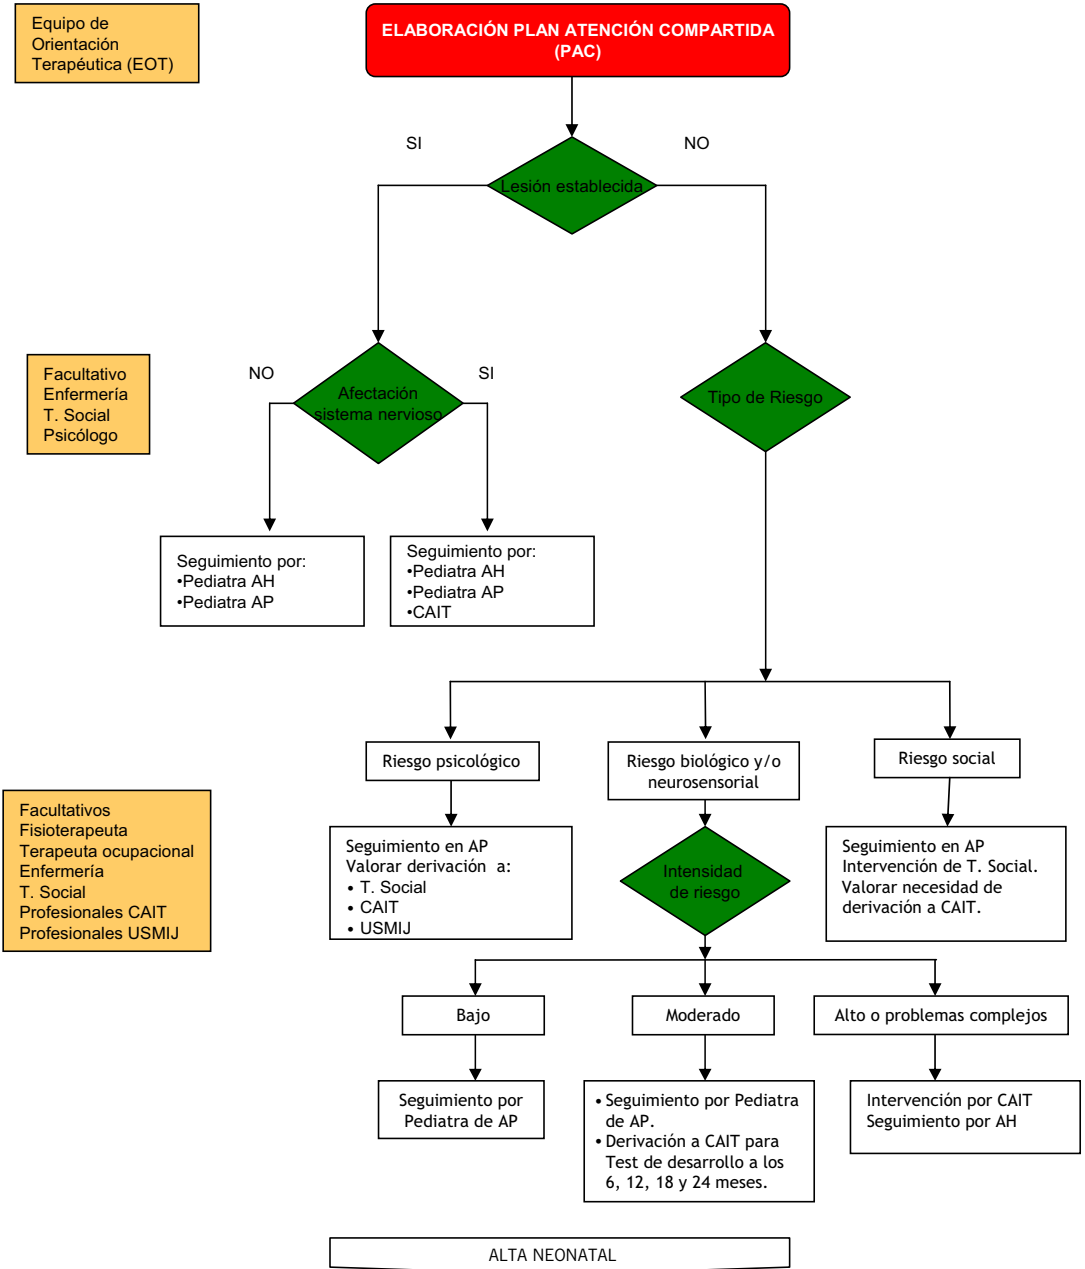 Equipo de
Orientación
Terapéutica (EOT)
ELABORACIÓN PLAN ATENCIÓN COMPARTIDA
(PAC)
SI
NO
Lesión establecida
Facultativo
Enfermería
T. Social
Psicólogo
NO
SI
Afectación
sistema nervioso
Tipo de Riesgo
Seguimiento por:
•Pediatra AH
•Pediatra AP
Seguimiento por:
•Pediatra AH
•Pediatra AP
•CAIT
Riesgo psicológico
Riesgo biológico y/o
neurosensorial
Riesgo social
Facultativos
Fisioterapeuta
Terapeuta ocupacional
Enfermería
T. Social
Profesionales CAIT
Profesionales USMIJ
Seguimiento en AP
Valorar derivación a:
• T. Social
• CAIT
• USMIJ
Intensidad
de riesgo
Seguimiento en AP
Intervención de T. Social.
Valorar necesidad de
derivación a CAIT.
Bajo
Moderado
Alto o problemas complejos
Seguimiento por
Pediatra de AP
• Seguimiento por Pediatra
de AP.
• Derivación a CAIT para
Test de desarrollo a los
6, 12, 18 y 24 meses.
Intervención por CAIT
Seguimiento por AH
ALTA NEONATAL